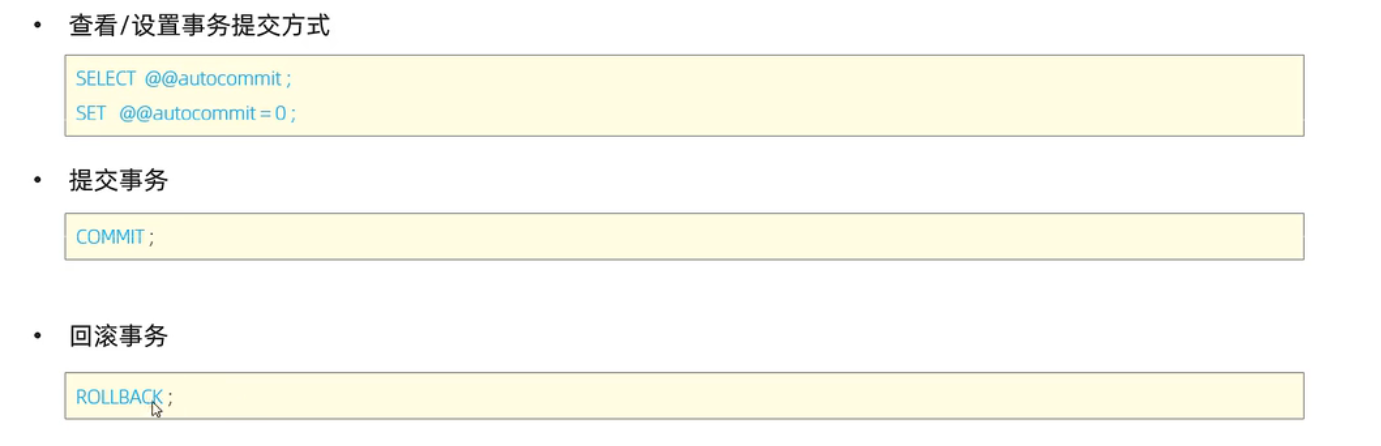 • 查看/设置事务提交方式
SELECT @@autocommit ;
SET @@autocommit = 0 ;
• 提交事务
COMMIT ;
• 回滚事务
ROLLBACK ;